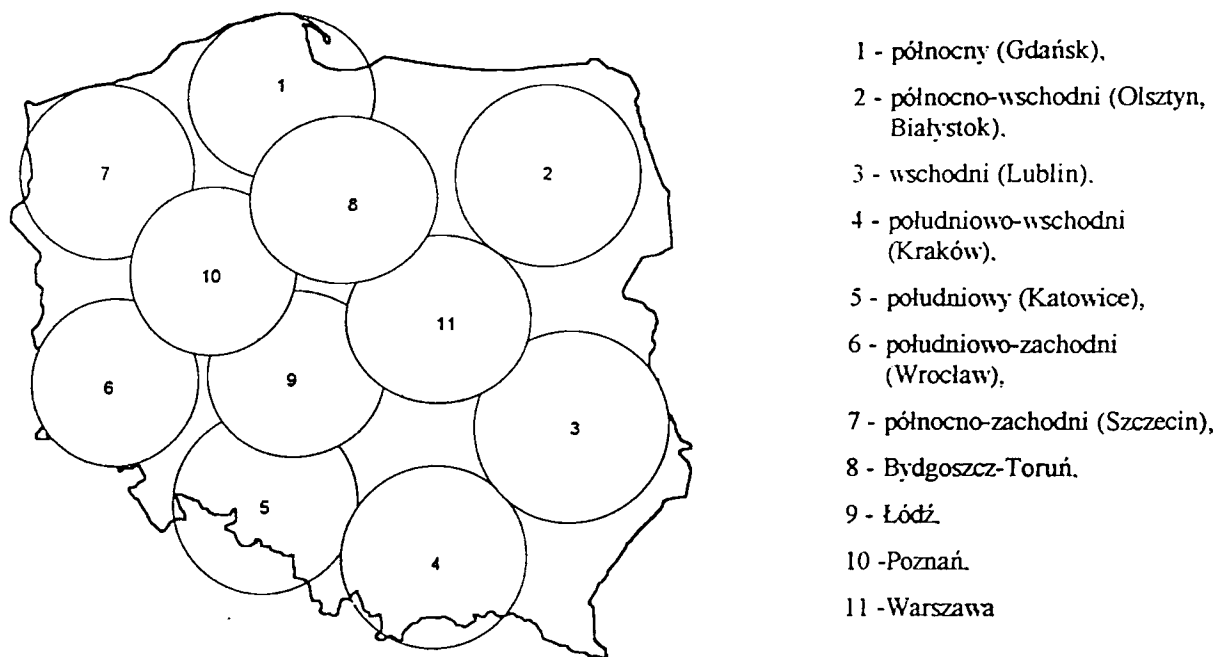 1
2
7
8
10
11
6
9
3
5
4
1 - północny (Gdańsk),
2 - północno-wschodni (Olsztyn,
Białystok),
3 - wschodni (Lublin).
4 - południowo-wschodni
(Kraków),
5 - południowy (Katowice),
6 - południowo-zachodni
(Wrocław),
7 - północno-zachodni (Szczecin),
8 - Bydgoszcz-Toruń.
9 - Łódź.
10 -Poznań.
11 -Warszawa